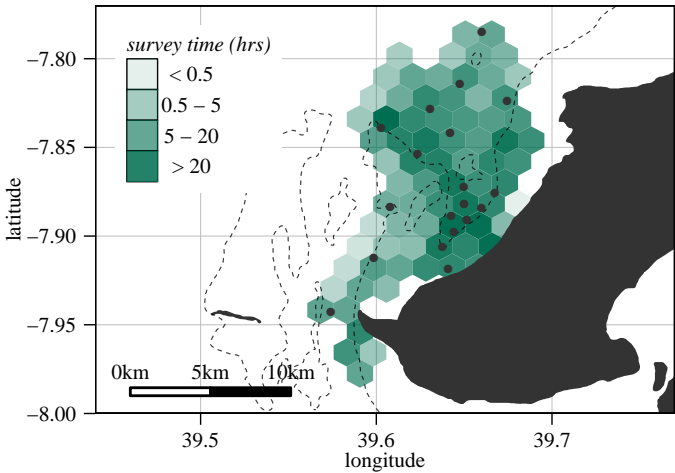 survey time (hrs)
< 0.5
0.5 – 5
5 – 20
> 20
−7.80
−7.85
−7.90
−7.95
−8.00
latitude
0km 5km 10km
39.5 39.6 39.7
longitude